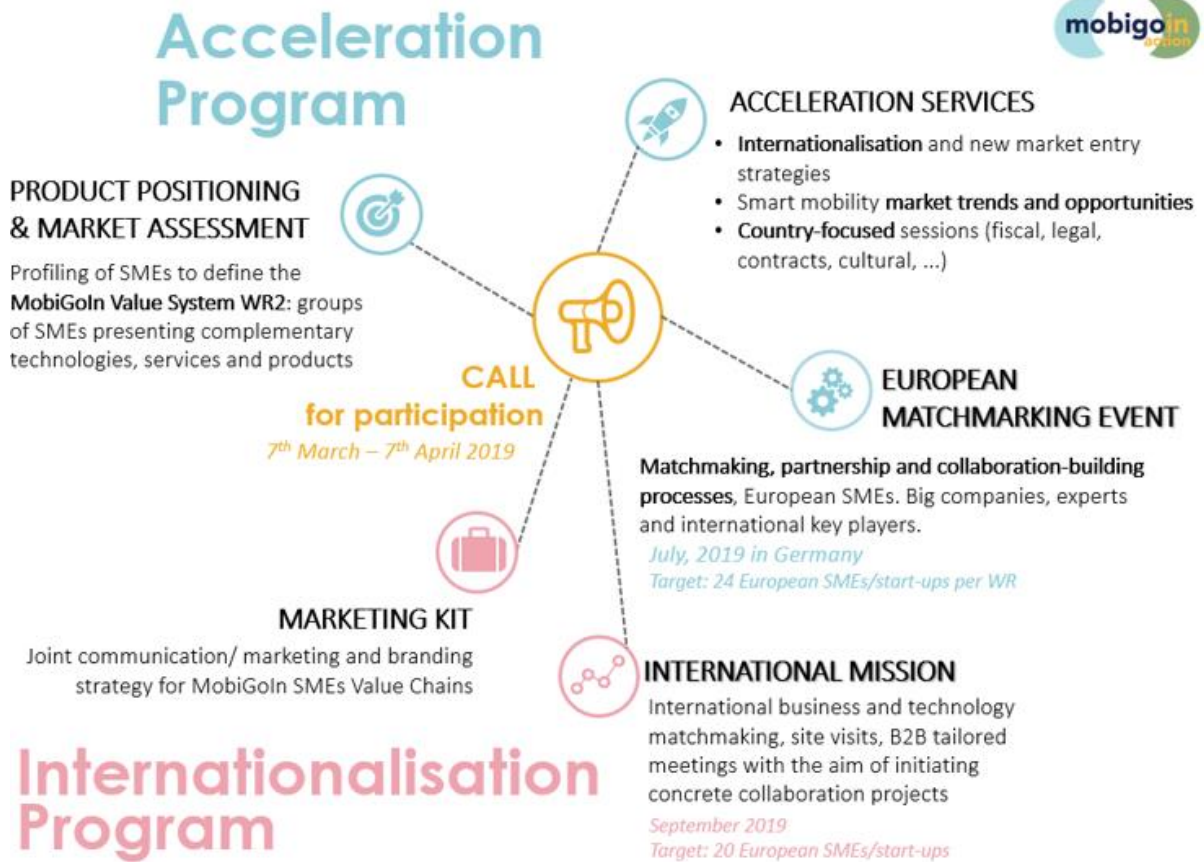 Acceleration
Program
mobigoin
action
ACCELERATION SERVICES
• Internationalisation and new market entry
strategies
• Smart mobility market trends and opportunities
• Country-focused sessions (fiscal, legal,
contracts, cultural, ...)
PRODUCT POSITIONING
& MARKET ASSESSMENT
Profiling of SMEs to define the
MobiGoIn Value System WR2: groups
of SMEs presenting complementary
technologies, services and products
CALL
for participation
7th March – 7th April 2019
EUROPEAN
MATCHMARKING EVENT
Matchmaking, partnership and collaboration-building
processes, European SMEs. Big companies, experts
and international key players.
July, 2019 in Germany
Target: 24 European SMEs/start-ups per WR
MARKETING KIT
Joint communication/ marketing and branding
strategy for MobiGoIn SMEs Value Chains
INTERNATIONAL MISSION
International business and technology
matchmaking, site visits, B2B tailored
meetings with the aim of initiating
concrete collaboration projects
September 2019
Target: 20 European SMEs/start-ups
Internationalisation
Program